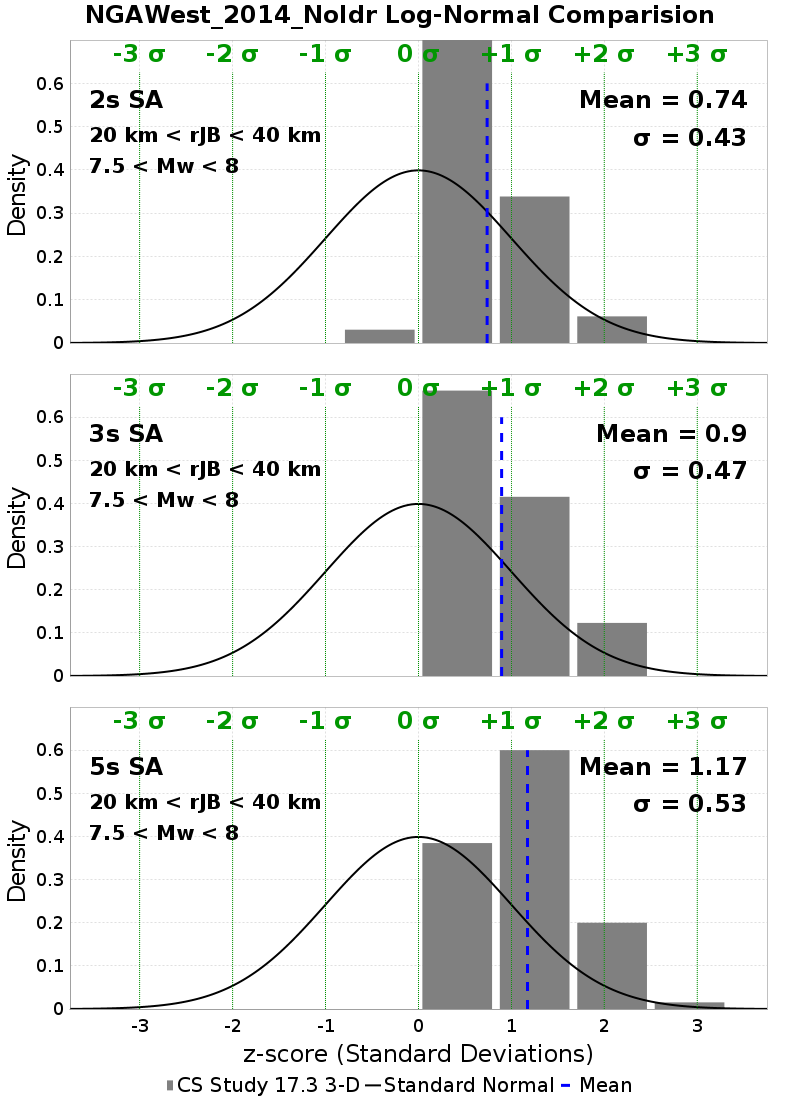 NGAWest_2014_NoIdr Log-Normal Comparision
-3 σ -2 σ -1 σ 0 σ +1 σ +2 σ +3 σ
2s SA
Mean = 0.74
20 km < rJB < 40 km
σ = 0.43
7.5 < Mw < 8
Density
0.6
0.5
0.4
0.3
0.2
0.1
0
-3 σ -2 σ -1 σ 0 σ +1 σ +2 σ +3 σ
3s SA
Mean = 0.9
20 km < rJB < 40 km
σ = 0.47
7.5 < Mw < 8
Density
0.6
0.5
0.4
0.3
0.2
0.1
0
-3 σ -2 σ -1 σ 0 σ +1 σ +2 σ +3 σ
5s SA
Mean = 1.17
20 km < rJB < 40 km
σ = 0.53
7.5 < Mw < 8
Density
0.6
0.5
0.4
0.3
0.2
0.1
0
-3 -2 -1 0 1 2 3
z-score (Standard Deviations)
CS Study 17.3 3-D Standard Normal Mean